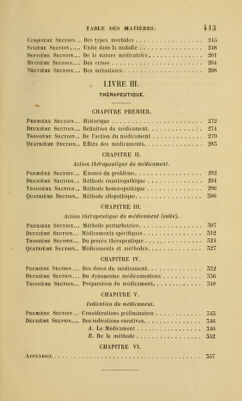 TABLE DES MATIÈRES. 443
CINQUIÈME SECTION.. Des types morbides . . . . . 245
SIXIÈME SECTION..... Unité dans la maladie . . . . . 248
SEPTIÈME SECTION.... De la nature médicatrice . . . . . 261
HUITIÈME SECTION.... Des crises . . . . . 264
NEUVIÈME SECTION... Des métastases . . . . . 268
LIVRE III.
THÉRAPEUTIQUE.
CHAPITRE PREMIER.
PREMIÈRE SECTION... Historique . . . . . 272
DEUXIÈME SECTION... Définition du médicament . . . . . 274
TROISIÈME SECTION... De l'action du médicament . . . . . 279
QUATRIÈME SECTION.. Effets des médicaments . . . . . 285
CHAPITRE II.
Action thérapeutique du médicament.
PREMIÈRE SECTION... Énoncé du problème . . . . . 292
DEUXIÈME SECTION... Méthode énantiopathique . . . . . 294
TROISIÈME SECTION... Méthode homœopathique . . . . . 296
QUATRIÈME SECTION.. Méthode allopathique . . . . . 306
CHAPITRE III.
Action thérapeutique du médicament (suite).
PREMIÈRE SECTION... Méthode perturbatrice . . . . . 307
DEUXIÈME SECTION... Médicaments spécifiques . . . . . 312
TROISIÈME SECTION... Du procédé thérapeutique . . . . . 324
QUATRIÈME SECTION.. Médicaments et méthodes . . . . . 327
CHAPITRE IV.
PREMIÈRE SECTION... Des doses du médicament . . . . . 332
DEUXIÈME SECTION... Du dynamisme médicamenteux . . . . . 336
TROISIÈME SECTION... Préparation du médicament . . . . . 340
CHAPITRE V.
Indication du médicament.
PREMIÈRE SECTION... Considérations préliminaires . . . . . 343
DEUXIÈME SECTION... Des indications curatives . . . . . 346
A. Le Médicament . . . . . 346
B. De la méthode . . . . . 352
CHAPITRE VI.
APPENDICE . . . . . 357